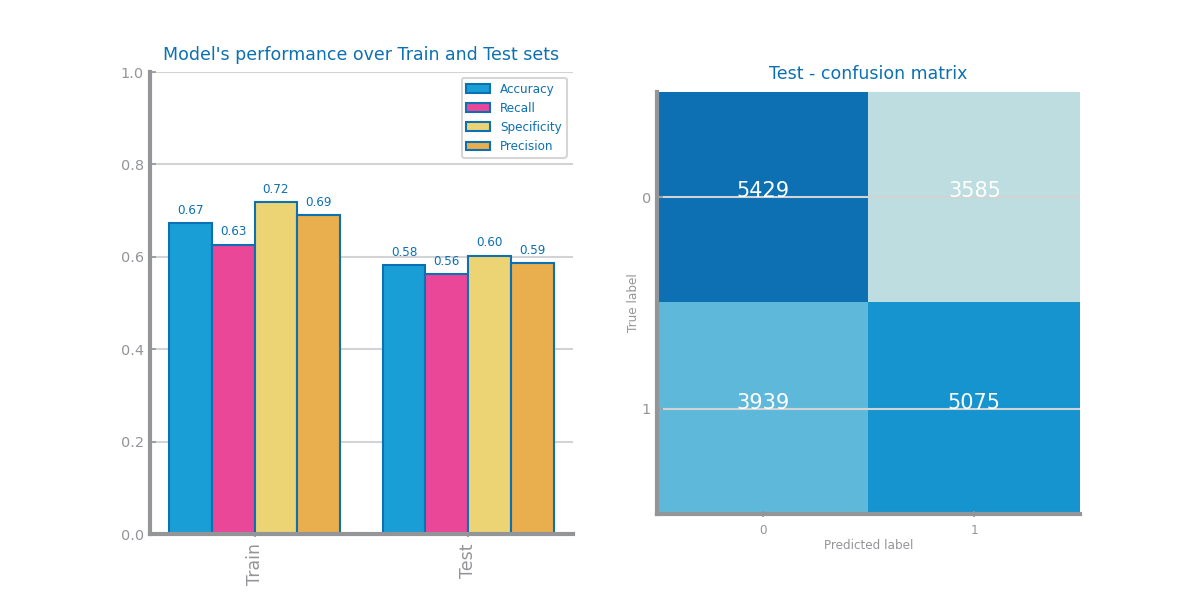 Model's performance over Train and Test sets
1.0
0.8
0.6
0.4
0.2
0.0
Accuracy
Recall
Specificity
Precision
0.67
0.63
0.72
0.69
0.58
0.56
0.60
0.59
Train
Test
Test - confusion matrix
True label
0
1
5429
3585
3939
5075
0
1
Predicted label